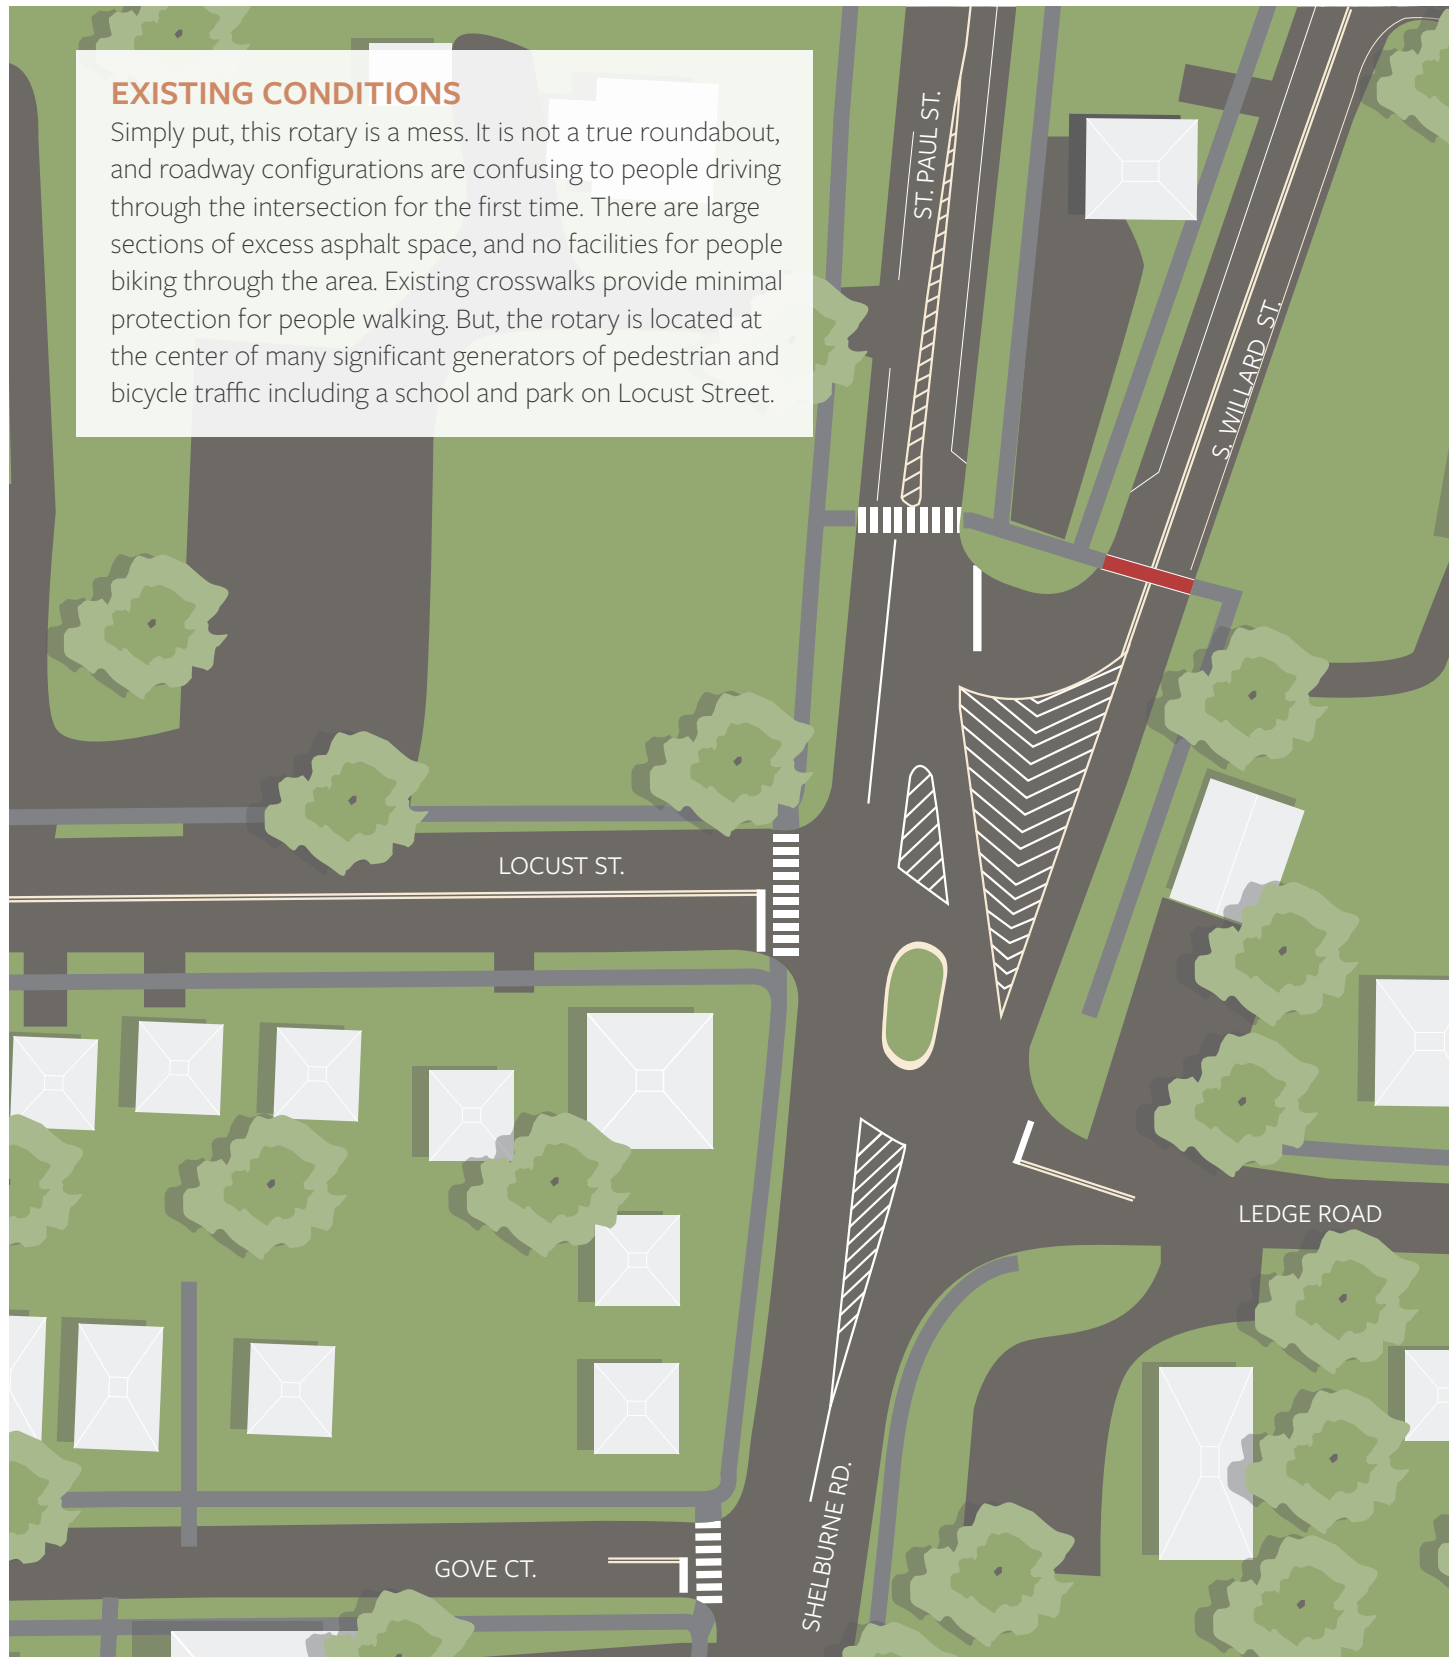 EXISTING CONDITIONS
Simply put, this rotary is a mess. It is not a true roundabout,
and roadway configurations are confusing to people driving
through the intersection for the first time. There are large
sections of excess asphalt space, and no facilities for people
biking through the area. Existing crosswalks provide minimal
protection for people walking. But, the rotary is located at
the center of many significant generators of pedestrian and
bicycle traffic including a school and park on Locust Street.
ST. PAUL ST.
S. WILLARD ST.
LOCUST ST.
LEDGE ROAD
SHELBURNE RD.
GOVE CT.